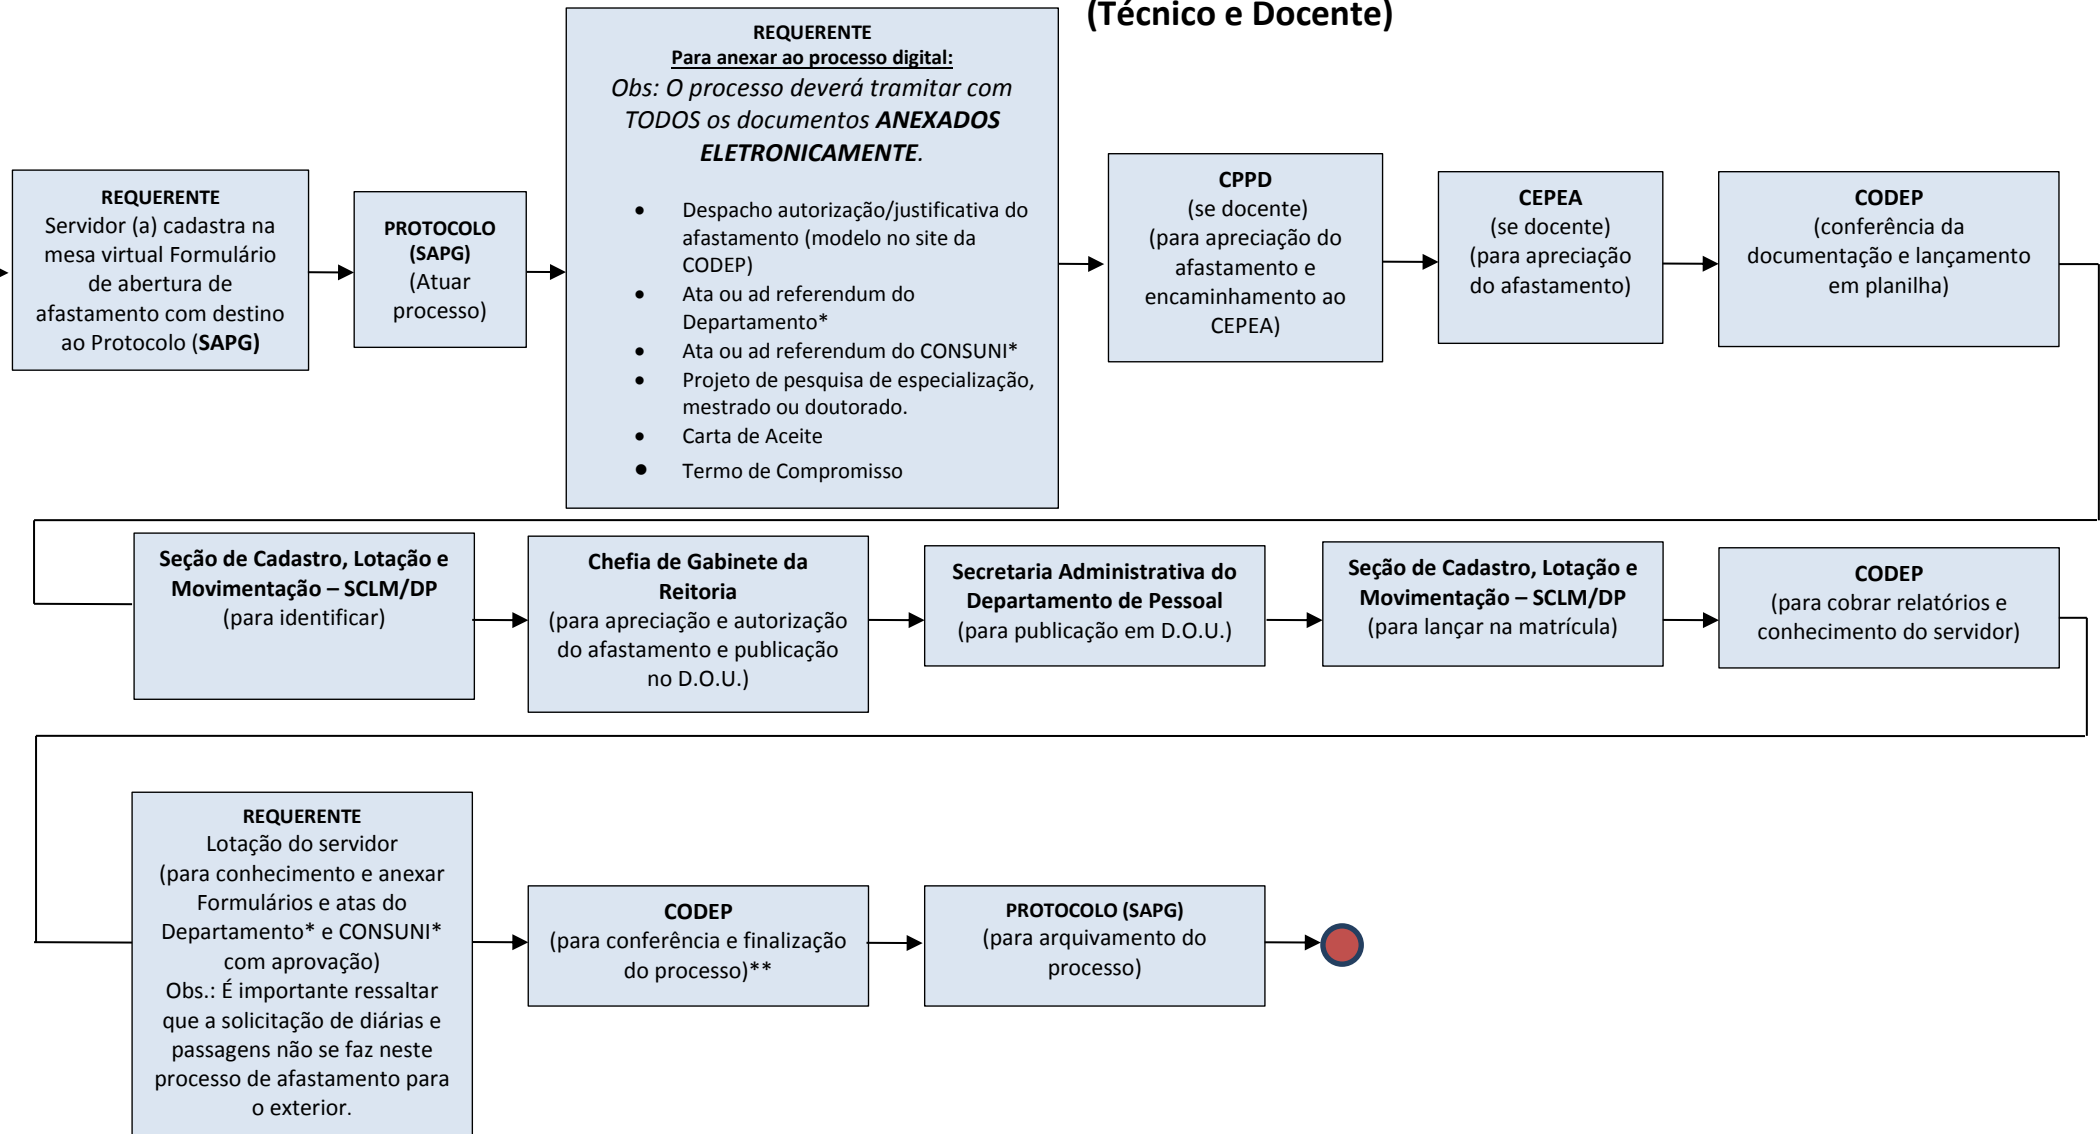 (Técnico e Docente)
REQUERENTE
Servidor (a) cadastra na
mesa virtual Formulário
de abertura de
afastamento com destino
ao Protocolo (SAPG)
PROTOCOLO
(SAPG)
(Atuar
processo)
REQUERENTE
Para anexar ao processo digital:
Obs: O processo deverá tramitar com
TODOS os documentos ANEXADOS
ELETRONICAMENTE.
• Despacho autorização/justificativa do
afastamento (modelo no site da
CODEP)
• Ata ou ad referendum do
Departamento*
• Ata ou ad referendum do CONSUNI*
• Projeto de pesquisa de especialização,
mestrado ou doutorado.
• Carta de Aceite
• Termo de Compromisso
CPPD
(se docente)
(para apreciação do
afastamento e
encaminhamento ao
CEPEA)
CEPEA
(se docente)
(para apreciação
do afastamento)
CODEP
(conferência da
documentação e lançamento
em planilha)
Seção de Cadastro, Lotação e
Movimentação – SCLM/DP
(para identificar)
Chefia de Gabinete da
Reitoria
(para apreciação e autorização
do afastamento e publicação
no D.O.U.)
Secretaria Administrativa do
Departamento de Pessoal
(para publicação em D.O.U.)
Seção de Cadastro, Lotação e
Movimentação – SCLM/DP
(para lançar na matrícula)
CODEP
(para cobrar relatórios e
conhecimento do servidor)
REQUERENTE
Lotação do servidor
(para conhecimento e anexar
Formulários e atas do
Departamento* e CONSUNI*
com aprovação)
Obs.: É importante ressaltar
que a solicitação de diárias e
passagens não se faz neste
processo de afastamento para
o exterior.
CODEP
(para conferência e finalização
do processo)**
PROTOCOLO (SAPG)
(para arquivamento do
processo)